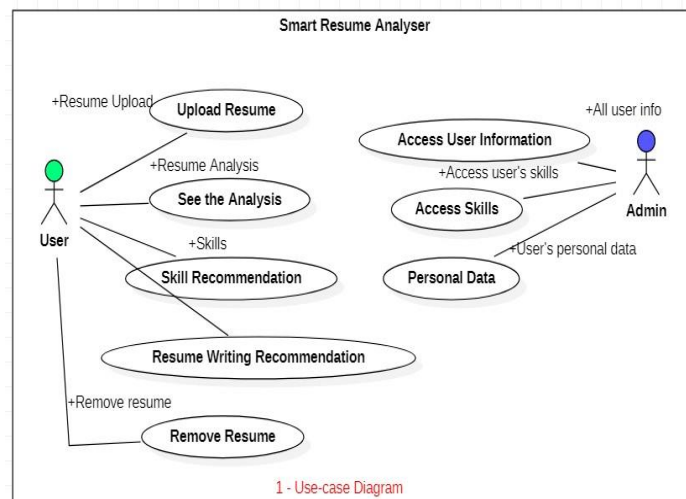 Smart Resume Analyser
+Resume Upload
Upload Resume
+All user info
Access User Information
+Resume Analysis
+Access user's skills
See the Analysis
Access Skills
Admin
User
+Skills
+User's personal data
Skill Recommendation
Personal Data
Resume Writing Recommendation
+Remove resume
Remove Resume
1 - Use-case Diagram